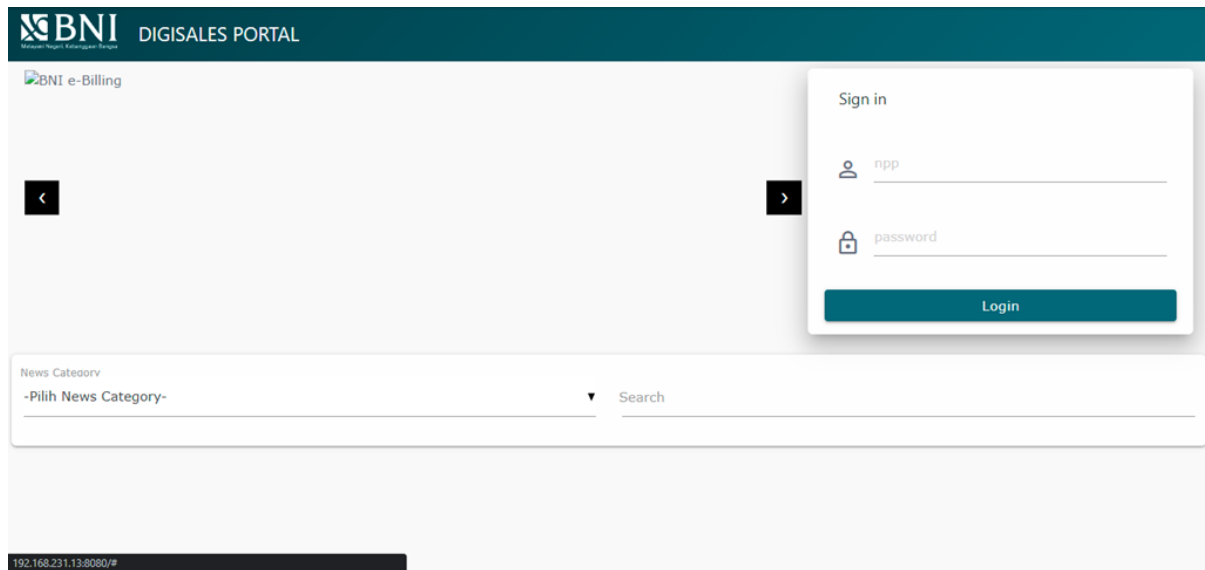 BNI
Melayani Negeri, Kebanggaan Bangsa
DIGISALES PORTAL
BNI e-Billing
‹
›
Sign in
npp
password
Login
News Category
-Pilih News Category-
Search
192.168.231.13:8080/#